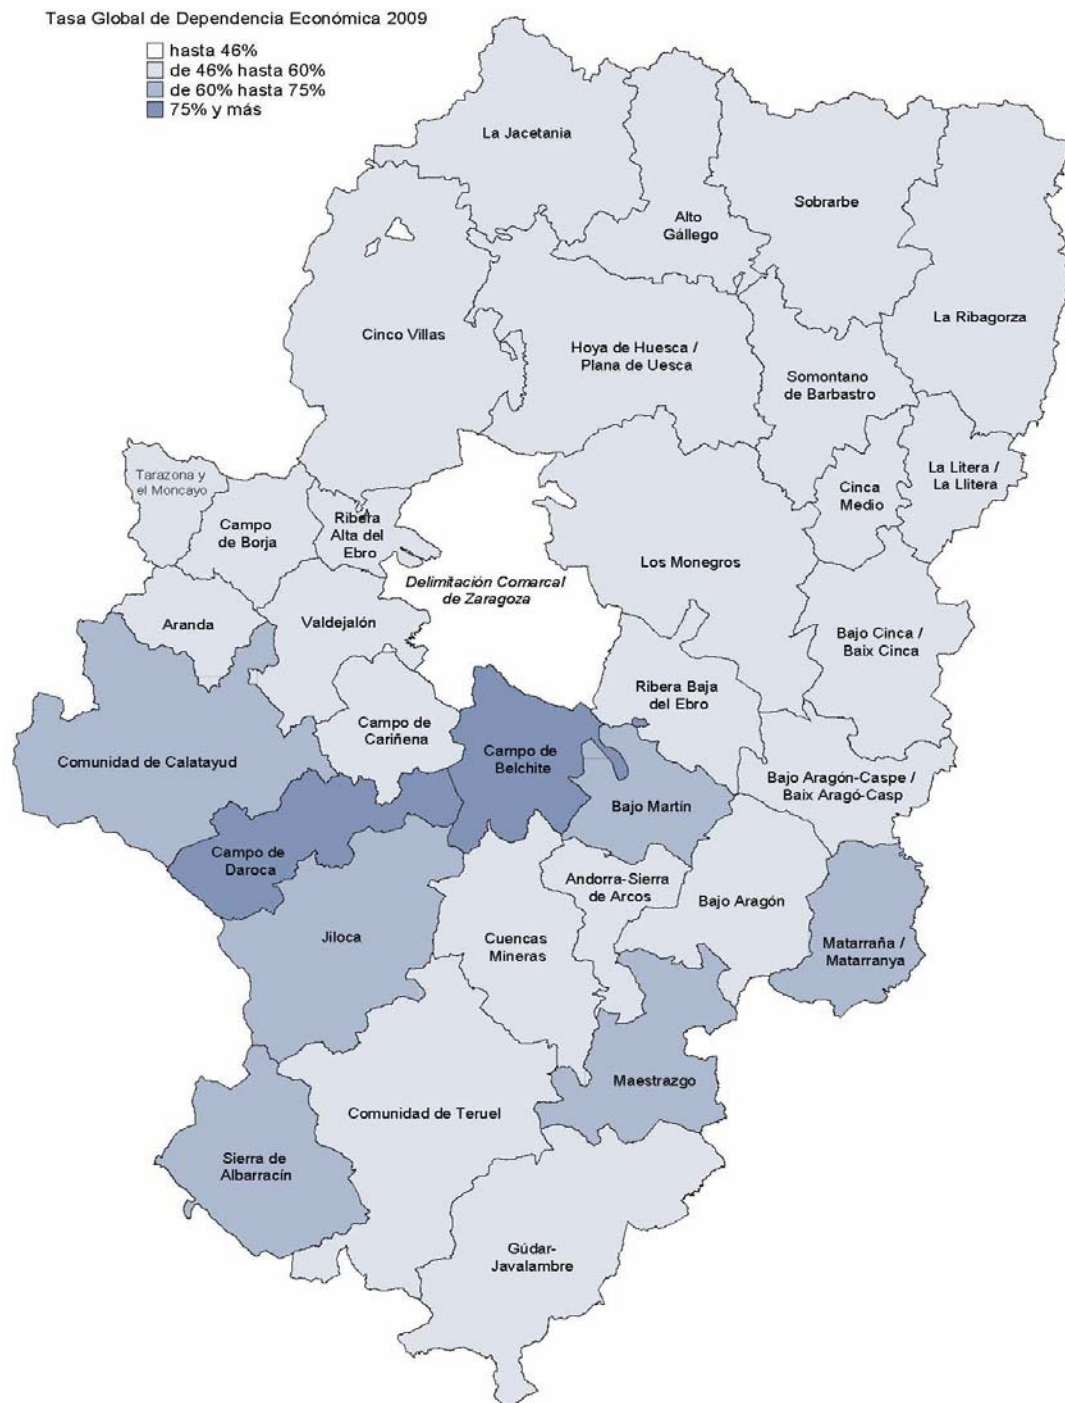 Tasa Global de Dependencia Económica 2009
hasta 46%
de 46% hasta 60%
de 60% hasta 75%
75% y más
La Jacetania
Alto
Gállego
Sobrarbe
La Ribagorza
Cinco Villas
Hoya de Huesca /
Plana de Uesca
Somontano
de Barbastro
Tarazona y
el Moncayo
Campo
de Borja
Ribera
Alta del
Ebro
La Litera /
La Llitera
Cinca
Medio
Los Monegros
Delimitación Comarcal
de Zaragoza
Aranda
Valdejalón
Bajo Cinca /
Baix Cinca
Ribera Baja
del Ebro
Campo de
Cariñena
Comunidad de Calatayud
Campo de
Belchite
Bajo Aragón-Caspe /
Baix Aragó-Casp
Bajo Martín
Campo de
Daroca
Andorra-Sierra
de Arcos
Bajo Aragón
Jiloca
Cuencas
Mineras
Matarraña /
Matarranya
Maestrazgo
Comunidad de Teruel
Sierra de
Albarracín
Gúdar-
Javalambre